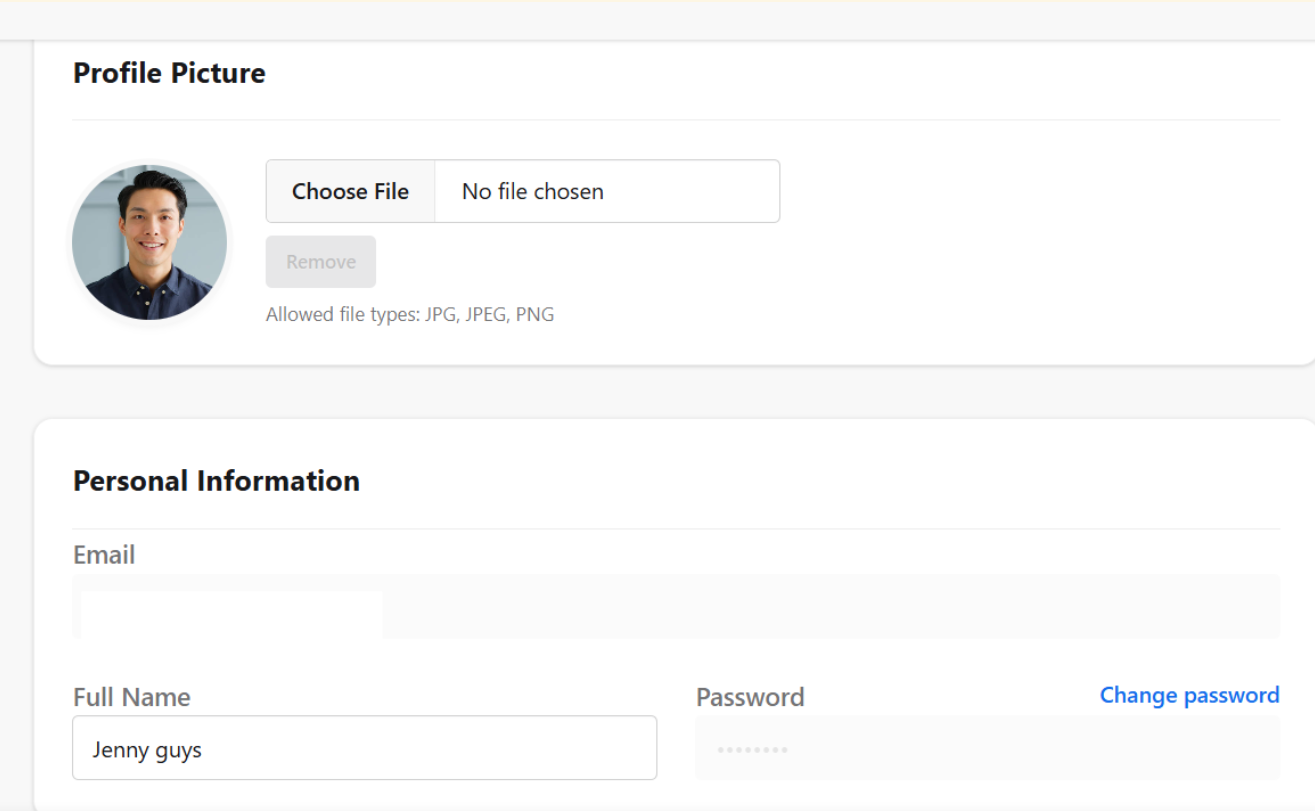 Profile Picture
Choose File No file chosen
Remove
Allowed file types: JPG, JPEG, PNG
Personal Information
Email
Full Name Password Change password
Jenny guys ••••••••